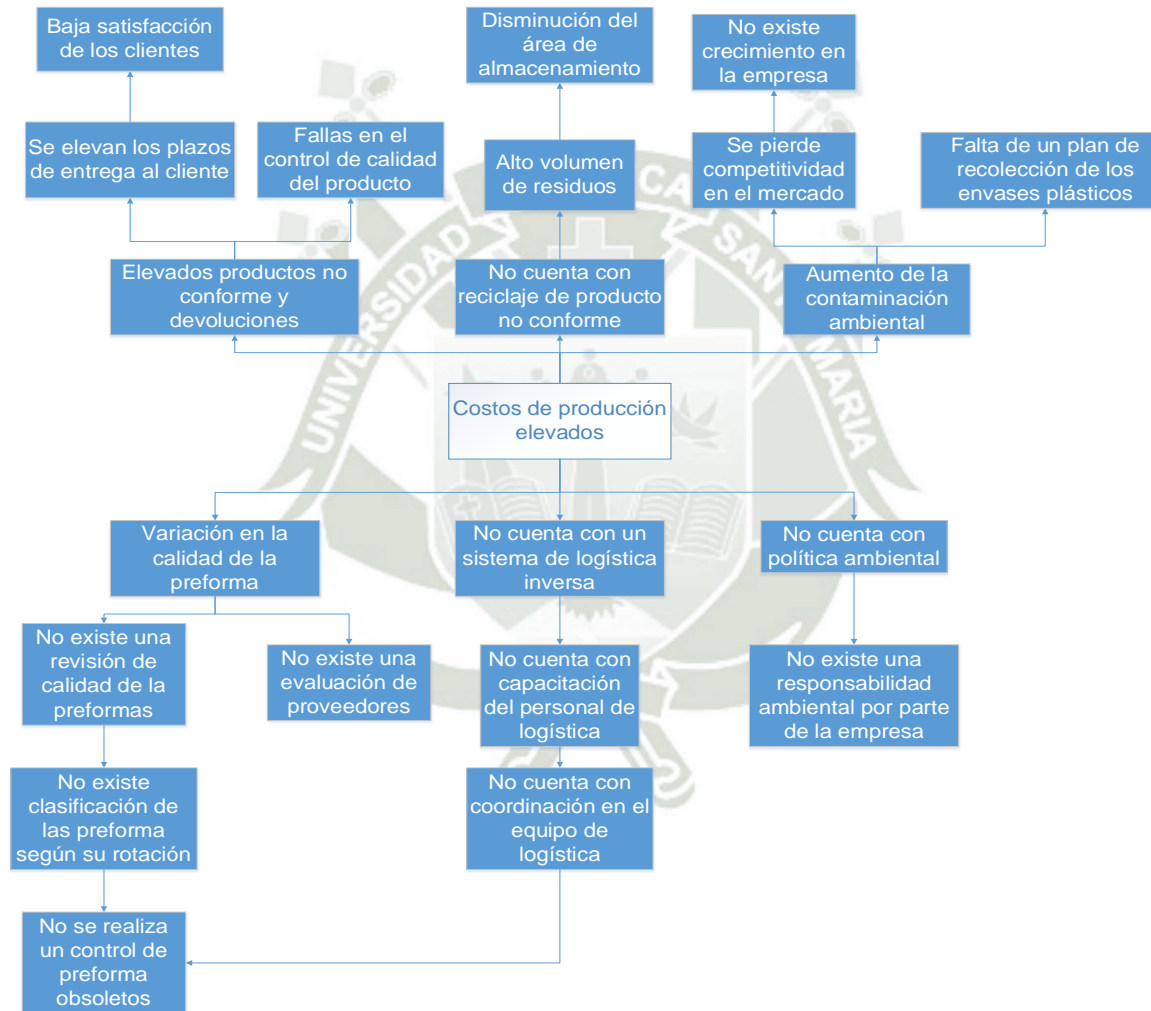 Baja satisfacción
de los clientes
Disminución del
área de
almacenamiento
No existe
crecimiento en
la empresa
Se elevan los plazos
de entrega al cliente
Fallas en el
control de calidad
del producto
Alto volumen
de residuos
Se pierde
competitividad
en el mercado
Falta de un plan de
recolección de los
envases plásticos
Elevados productos no
conforme y
devoluciones
No cuenta con
reciclaje de producto
no conforme
Aumento de la
contaminación
ambiental
Costos de producción
elevados
Variación en la
calidad de la
preforma
No cuenta con un
sistema de logística
inversa
No cuenta con
política ambiental
No existe una
revisión de
calidad de la
preformas
No existe una
evaluación de
proveedores
No cuenta con
capacitación
del personal de
logística
No existe una
responsabilidad
ambiental por parte
de la empresa
No existe
clasificación de
las preforma
según su rotación
No cuenta con
coordinación en el
equipo de
logística
No se realiza
un control de
preforma
obsoletos
UNIVERSIDAD
SANTA
MARIA